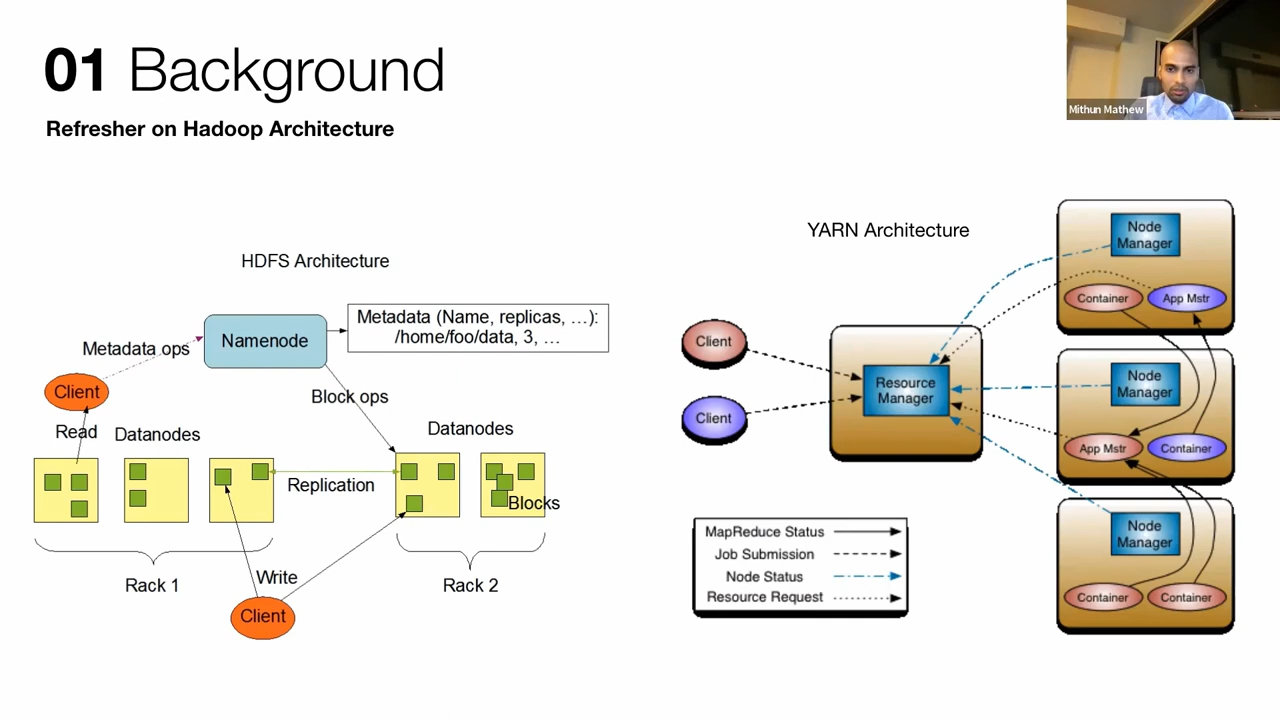 01 Background
Refresher on Hadoop Architecture
Mithun Mathew
HDFS Architecture
Namenode
Metadata (Name, replicas, …):
/home/foo/data, 3, …
Metadata ops
Client
Block ops
Read
Datanodes
Datanodes
Replication
Blocks
Rack 1
Write
Rack 2
Client
YARN Architecture
Client
Client
Resource
Manager
Node
Manager
Container
App Mstr
Node
Manager
App Mstr
Container
Node
Manager
Container
Container
MapReduce Status
Job Submission
Node Status
Resource Request